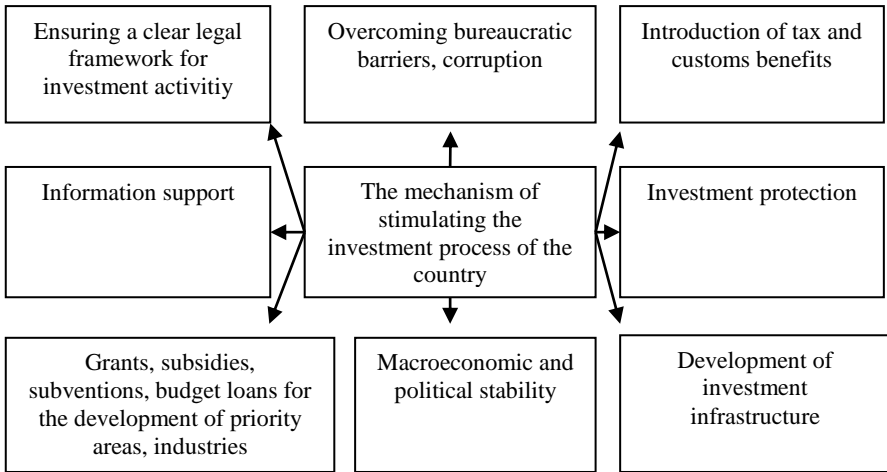 Ensuring a clear legal
framework for
investment activitiy
Overcoming bureaucratic
barriers, corruption
Introduction of tax and
customs benefits
Information support
The mechanism of
stimulating the
investment process of the
country
Investment protection
Grants, subsidies,
subventions, budget loans for
the development of priority
areas, industries
Macroeconomic and
political stability
Development of
investment
infrastructure